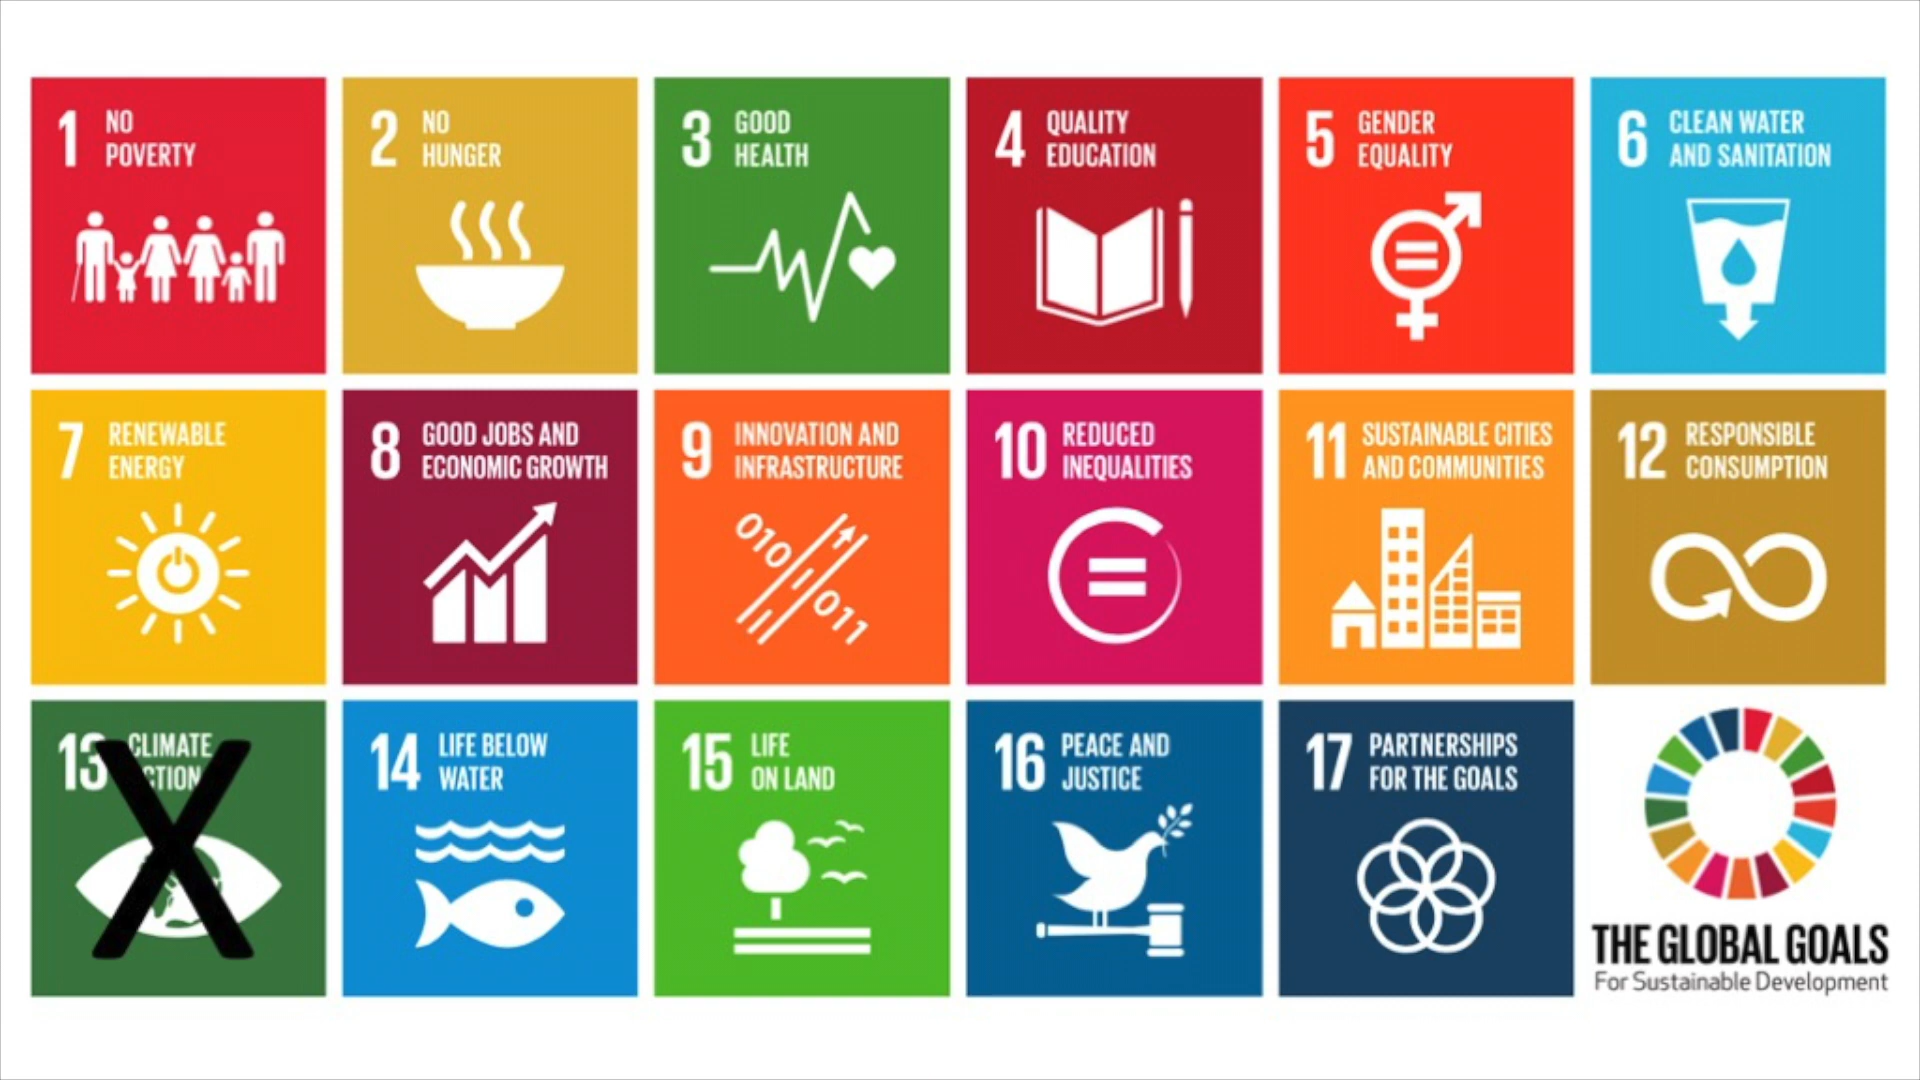 1 NO
POVERTY
2 NO
HUNGER
3 GOOD
HEALTH
4 QUALITY
EDUCATION
5 GENDER
EQUALITY
6 CLEAN WATER
AND SANITATION
7 RENEWABLE
ENERGY
8 GOOD JOBS AND
ECONOMIC GROWTH
9 INNOVATION AND
INFRASTRUCTURE
010
011
10 REDUCED
INEQUALITIES
11 SUSTAINABLE CITIES
AND COMMUNITIES
12 RESPONSIBLE
CONSUMPTION
13 CLIMATE
ACTION
X
14 LIFE BELOW
WATER
15 LIFE
ON LAND
16 PEACE AND
JUSTICE
17 PARTNERSHIPS
FOR THE GOALS
THE GLOBAL GOALS
For Sustainable Development